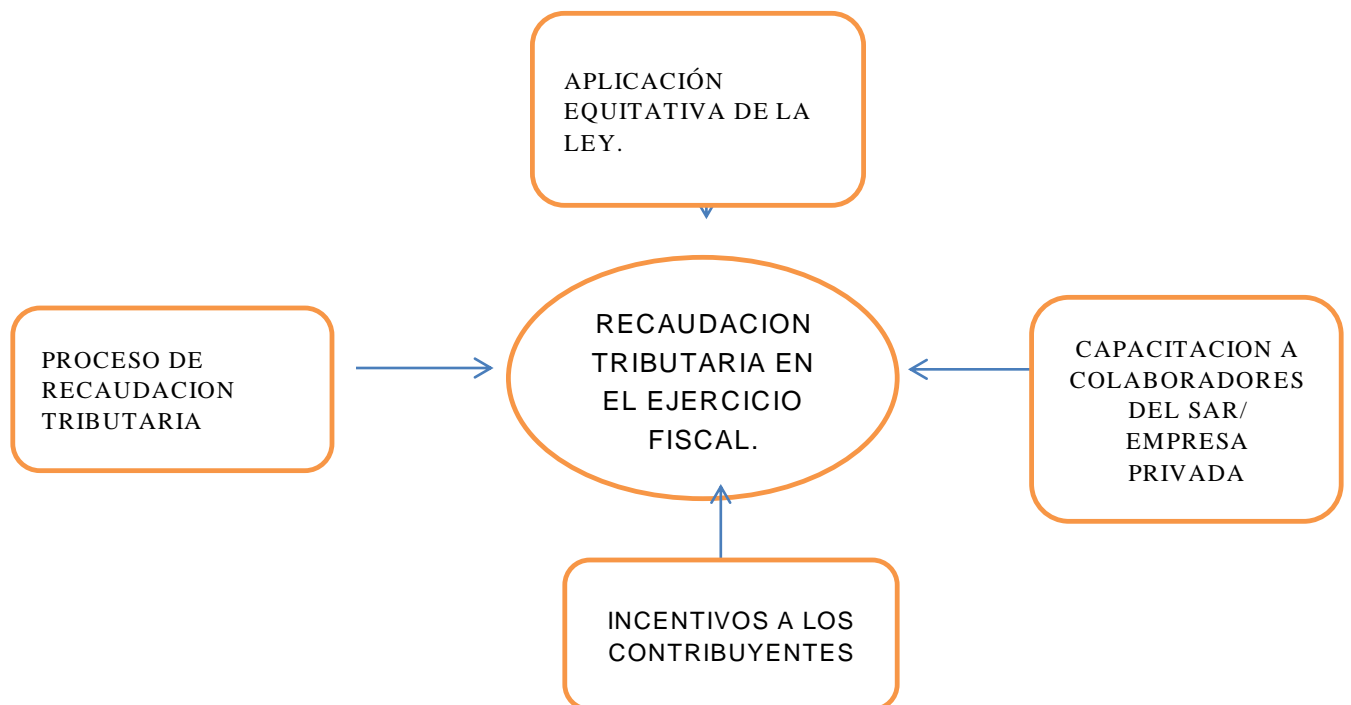 APLICACIÓN
EQUITATIVA DE LA
LEY.
PROCESO DE
RECAUDACION
TRIBUTARIA
RECAUDACION
TRIBUTARIA EN
EL EJERCICIO
FISCAL.
CAPACITACION A
COLABORADORES
DEL SAR/
EMPRESA
PRIVADA
INCENTIVOS A LOS
CONTRIBUYENTES